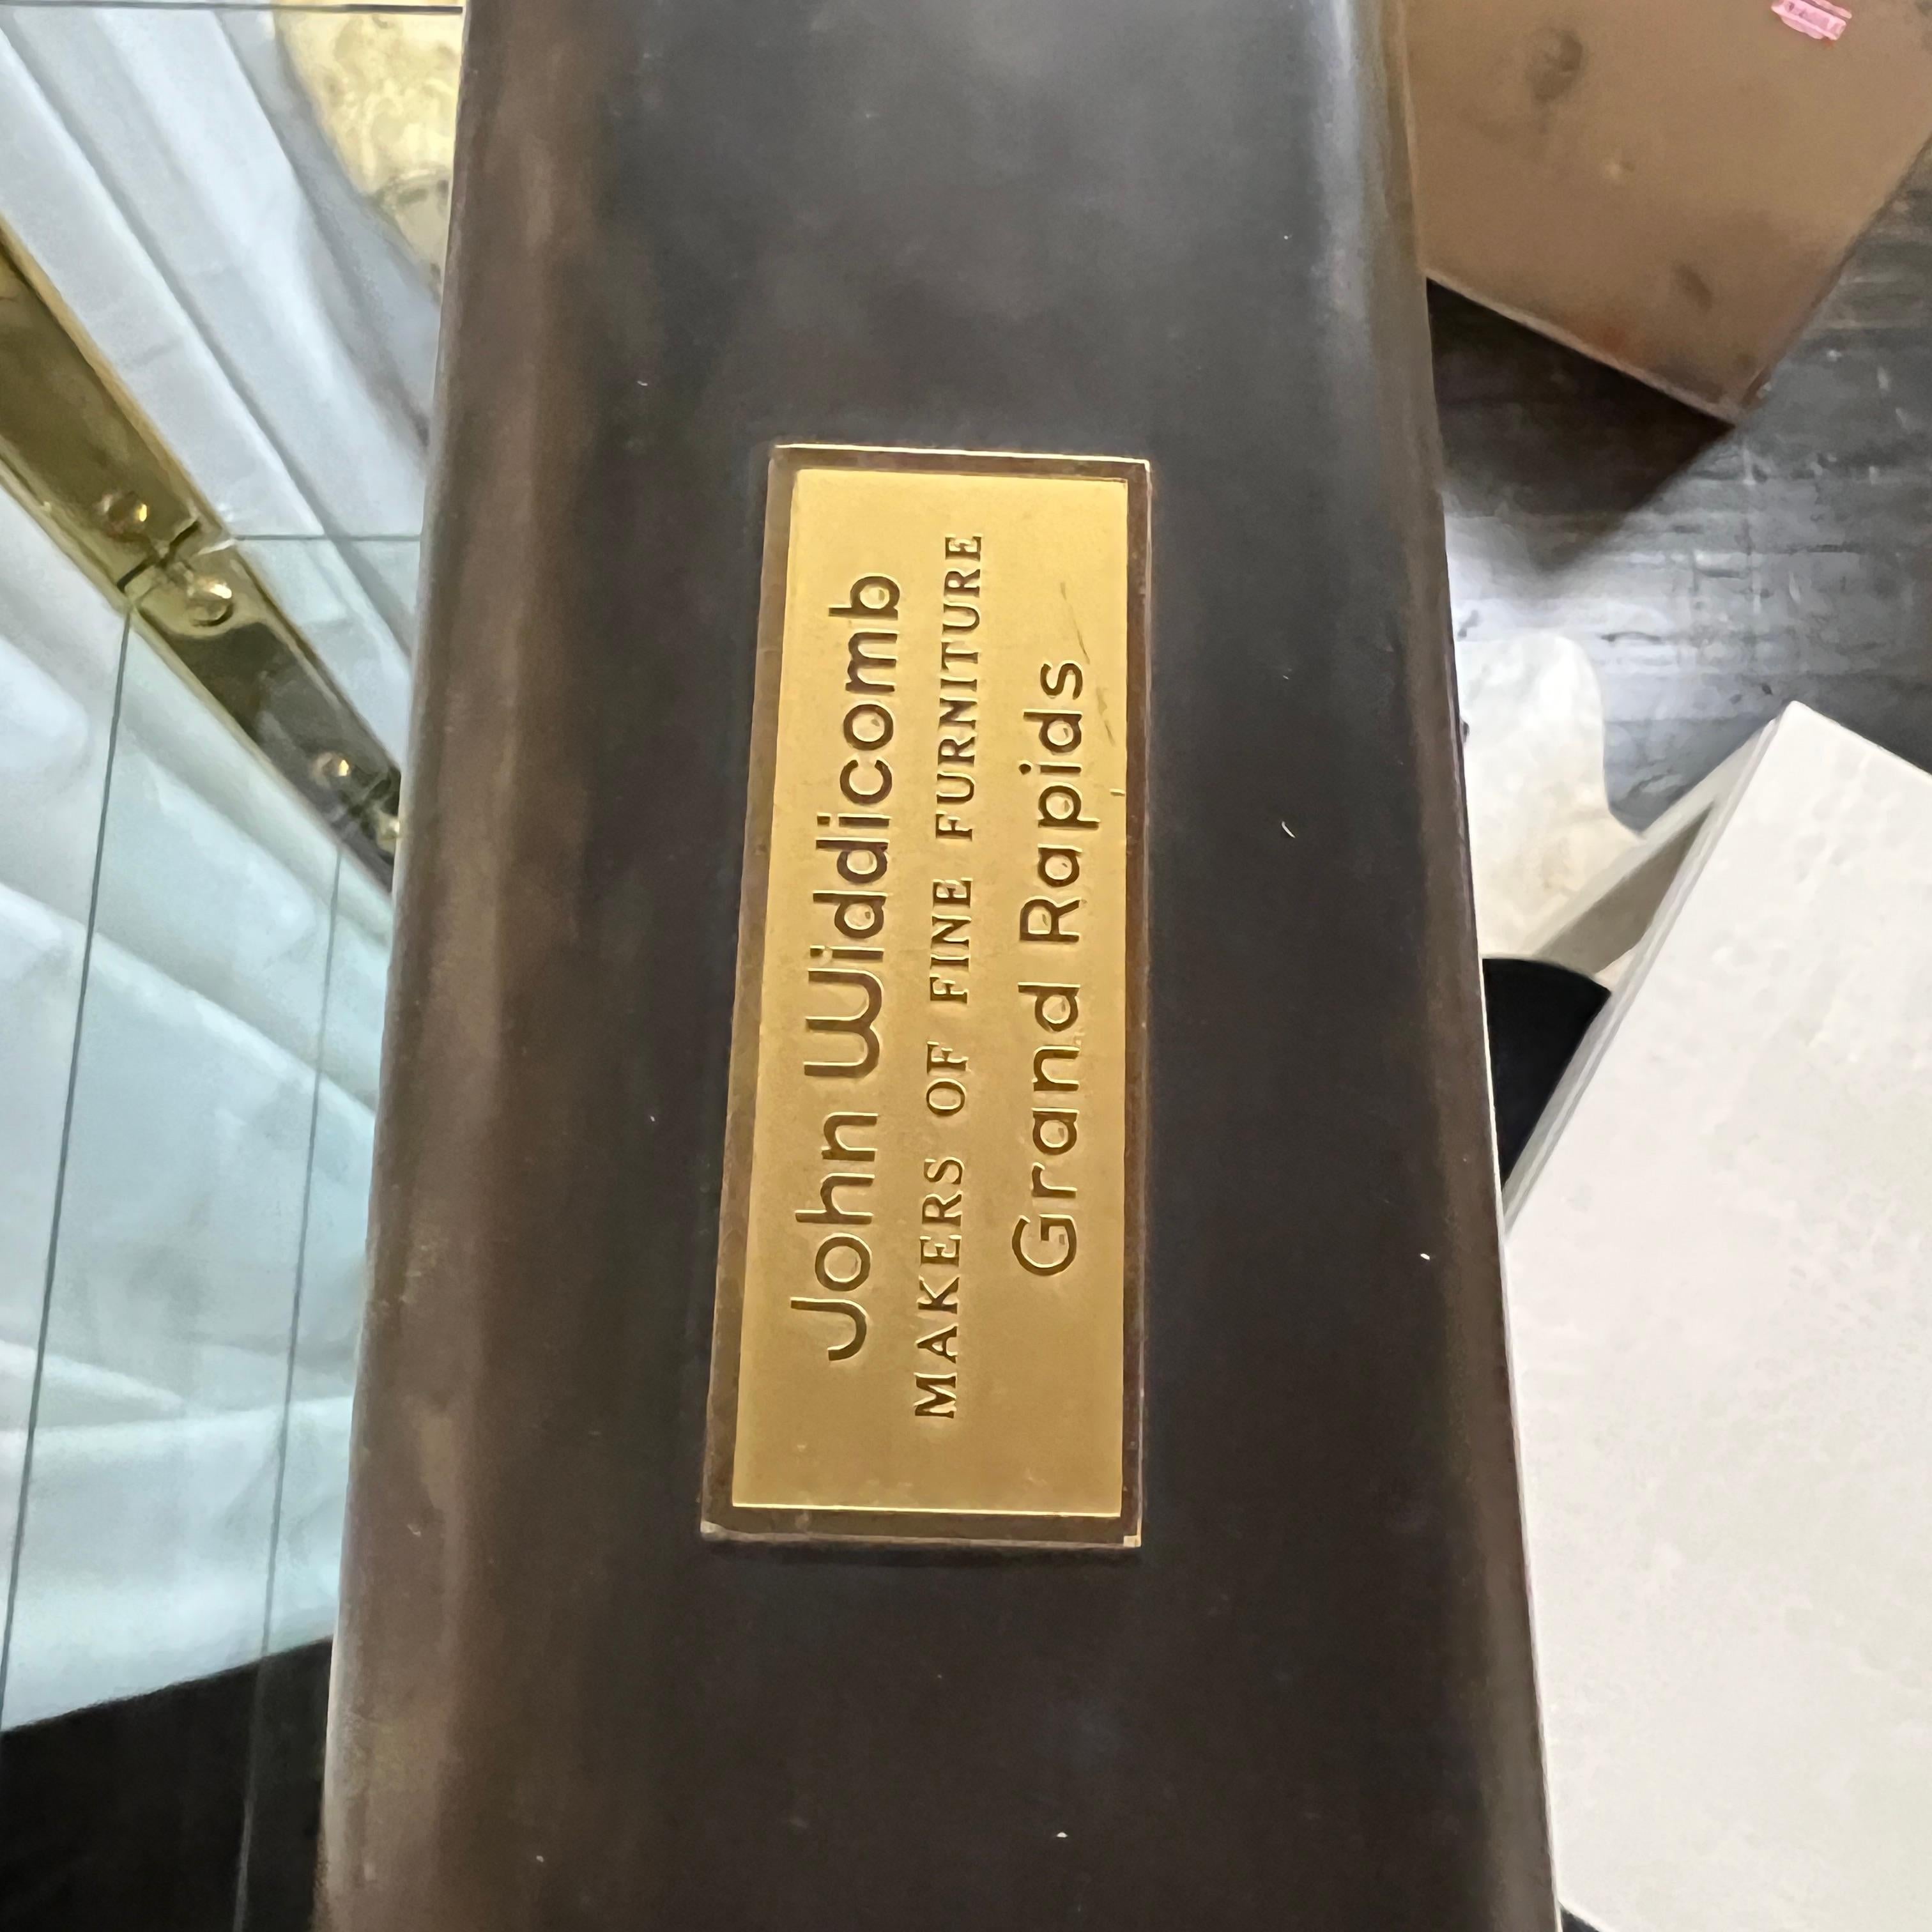 John Widdicomb
MAKERS OF FINE FURNITURE
Grand Rapids